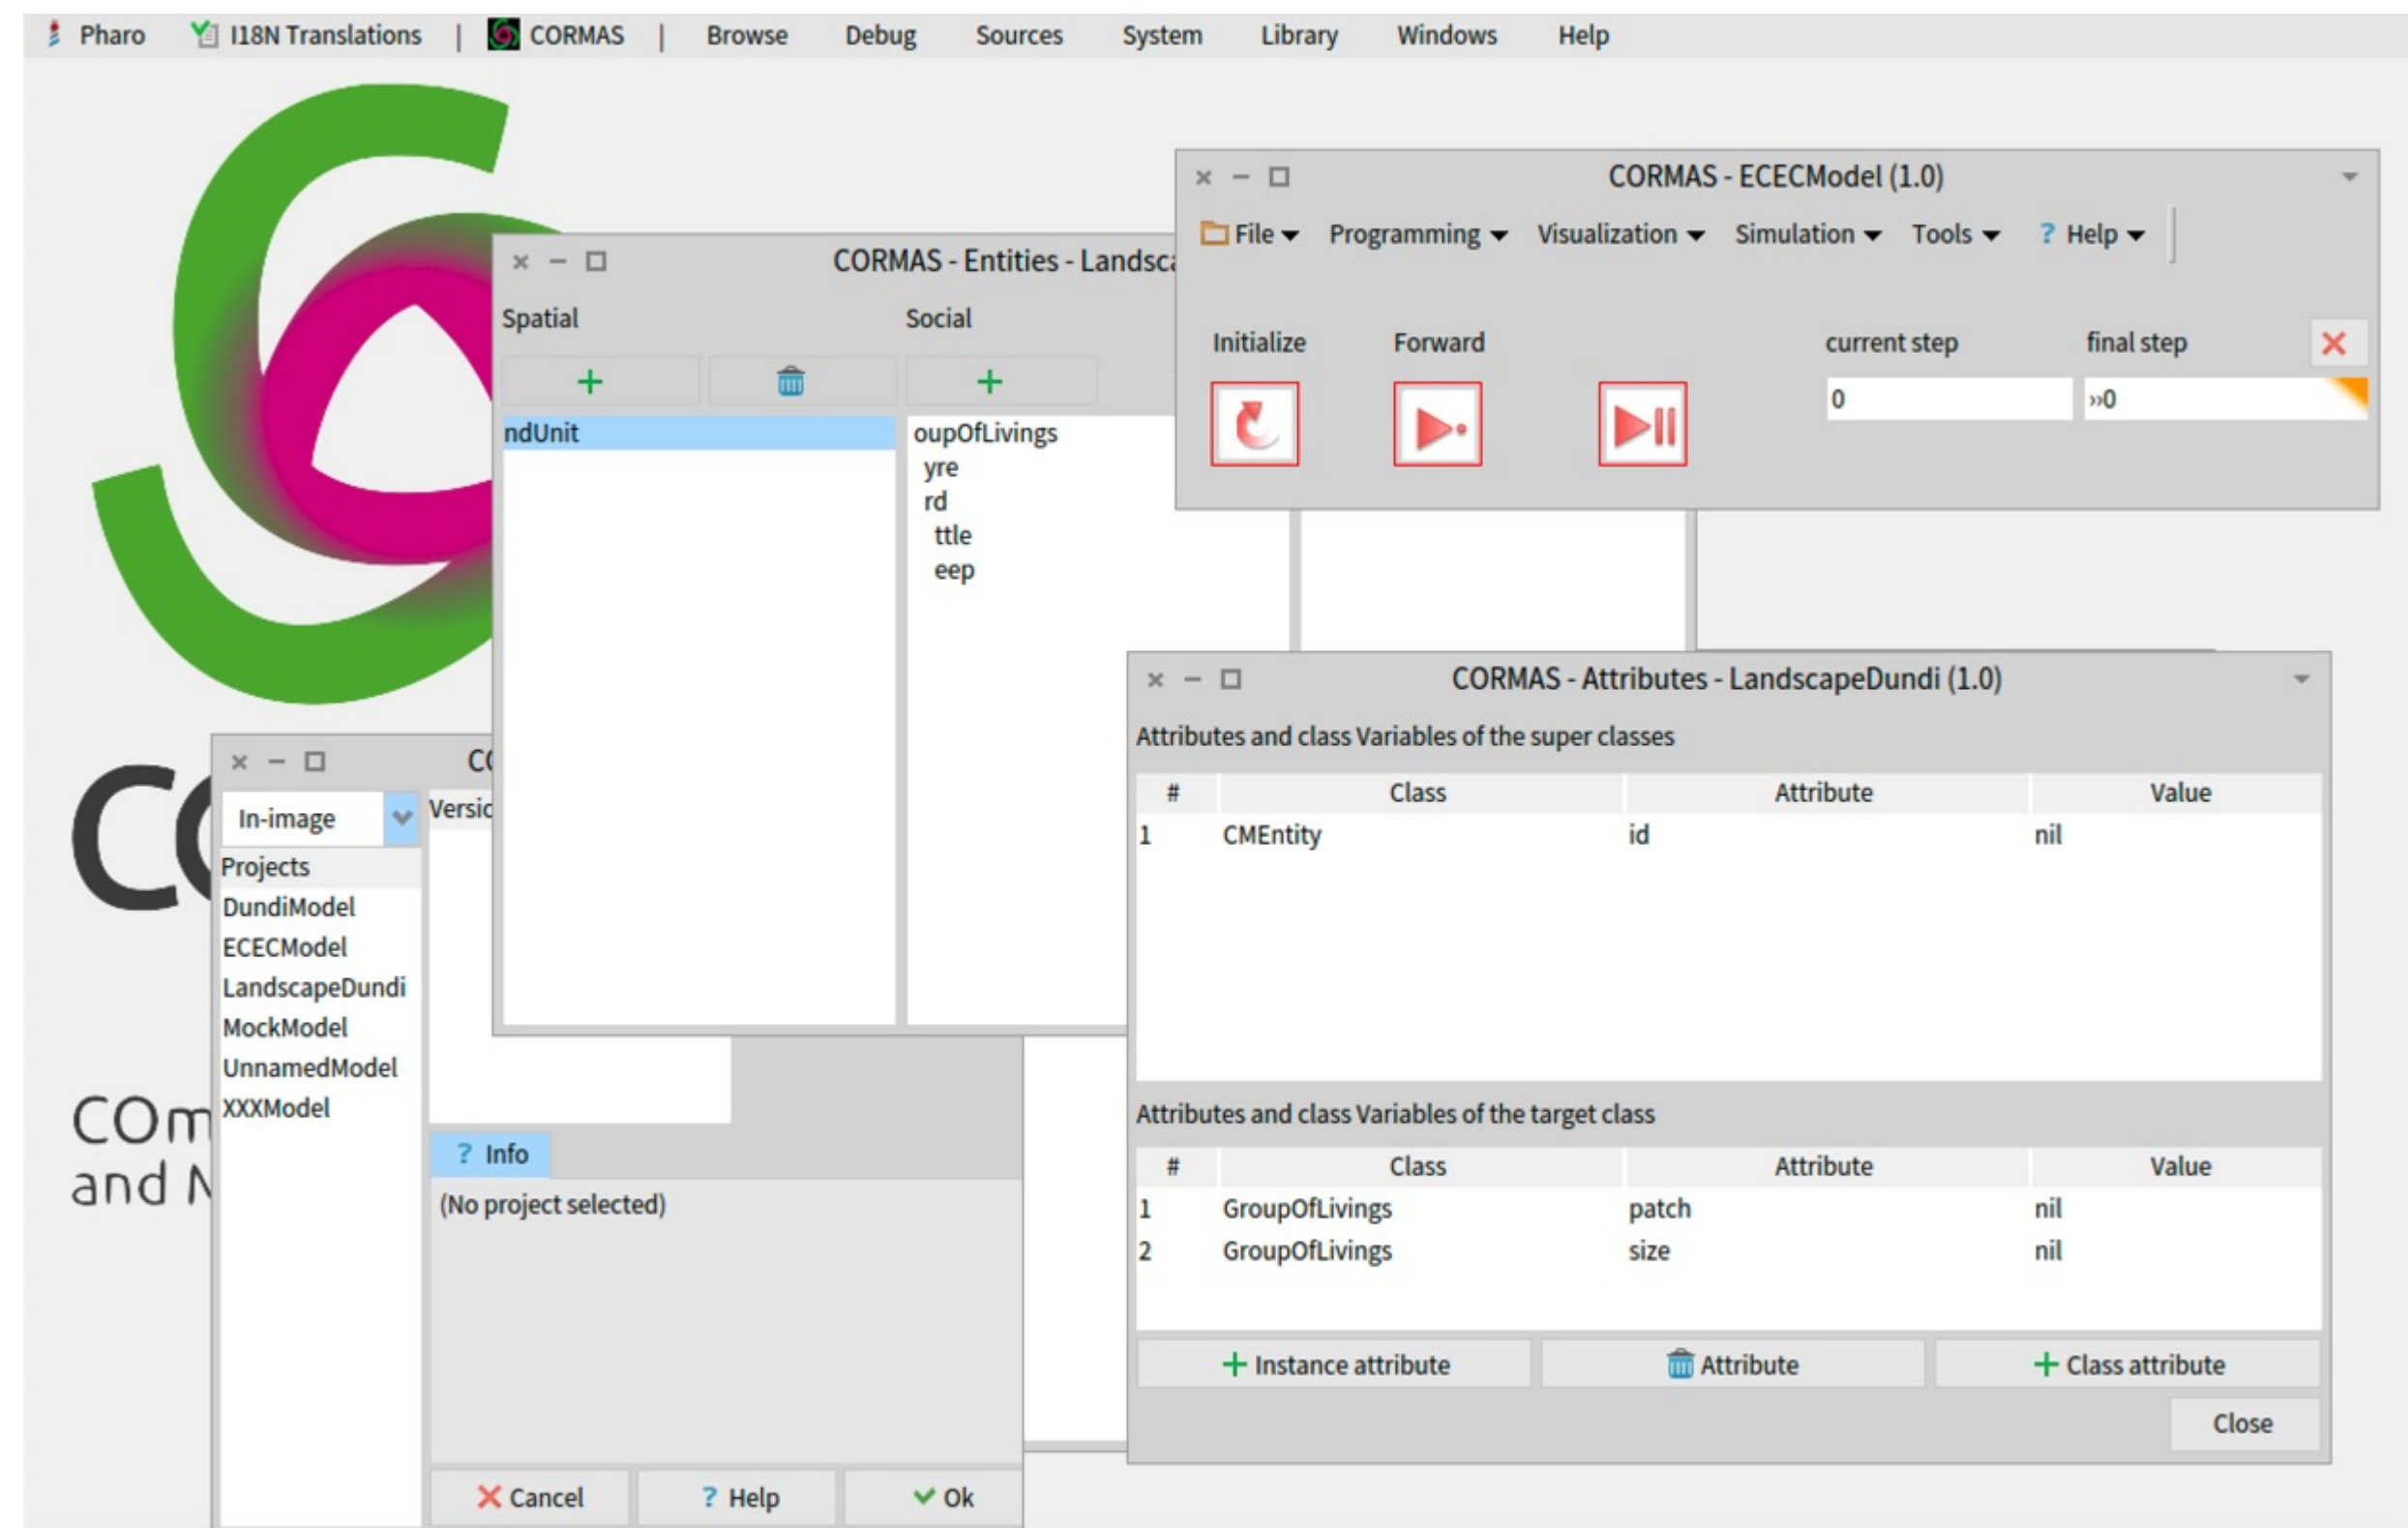 Pharo I18N Translations | CORMAS | Browse Debug Sources System Library Windows Help
CORMAS - ECECModel (1.0)
File Programming Visualization Simulation Tools ? Help
Initialize Forward current step final step
0 »0
CORMAS - Entities - Landsca
Spatial Social
ndUnit
oupOfLivings
yre
rd
ttle
eep
CORMAS - Attributes - LandscapeDundi (1.0)
Attributes and class Variables of the super classes
# Class Attribute Value
1 CMEntity id nil
Attributes and class Variables of the target class
# Class Attribute Value
1 GroupOfLivings patch nil
2 GroupOfLivings size nil
+ Instance attribute Attribute + Class attribute
Close
CO
In-image
Versio
Projects
DundiModel
ECECModel
LandscapeDundi
MockModel
UnnamedModel
XXXModel
? Info
(No project selected)
Cancel ? Help Ok
CO
COm
and M